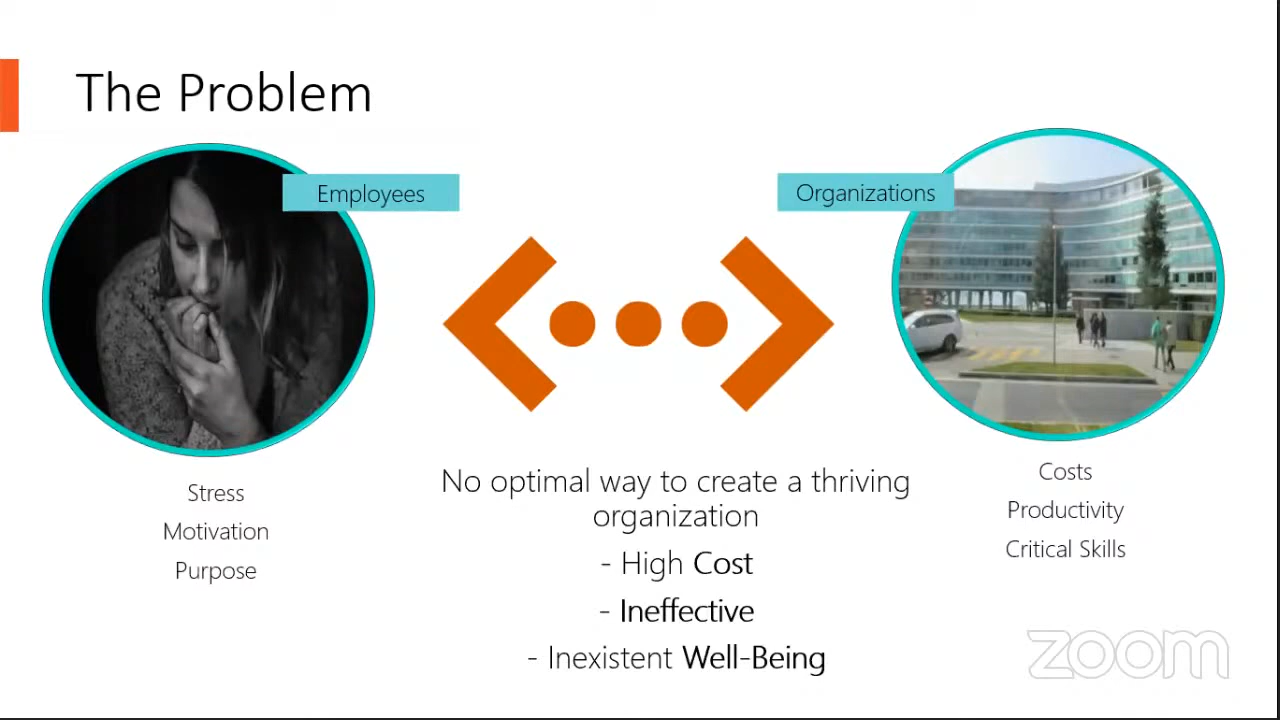 The Problem
Employees
Organizations
Stress
Motivation
Purpose
No optimal way to create a thriving
organization
- High Cost
- Ineffective
- Inexistent Well-Being
Costs
Productivity
Critical Skills
zoom